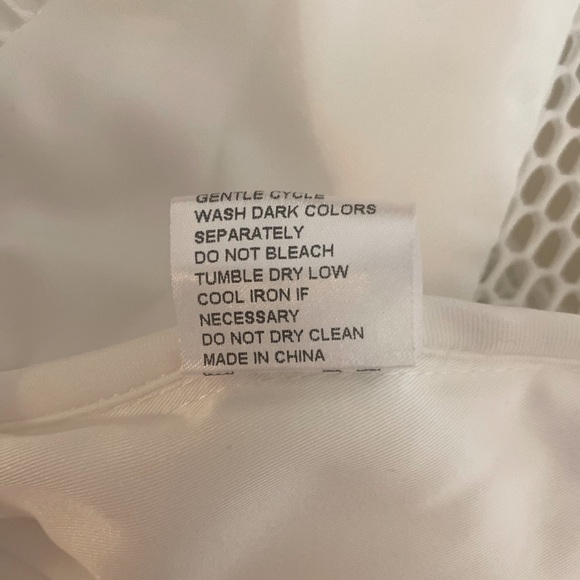 GENTLE CYCLE
WASH DARK COLORS
SEPARATELY
DO NOT BLEACH
TUMBLE DRY LOW
COOL IRON IF
NECESSARY
DO NOT DRY CLEAN
MADE IN CHINA